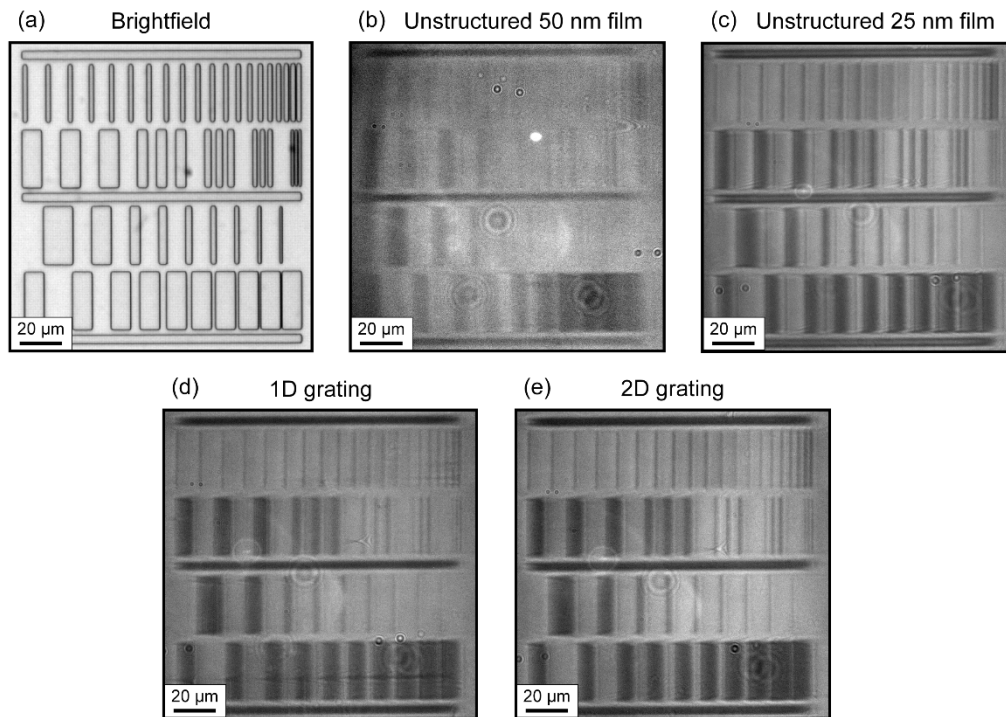 (a) Brightfield
20 μm
(b) Unstructured 50 nm film
20 μm
(c) Unstructured 25 nm film
20 μm
(d) 1D grating
20 μm
(e) 2D grating
20 μm